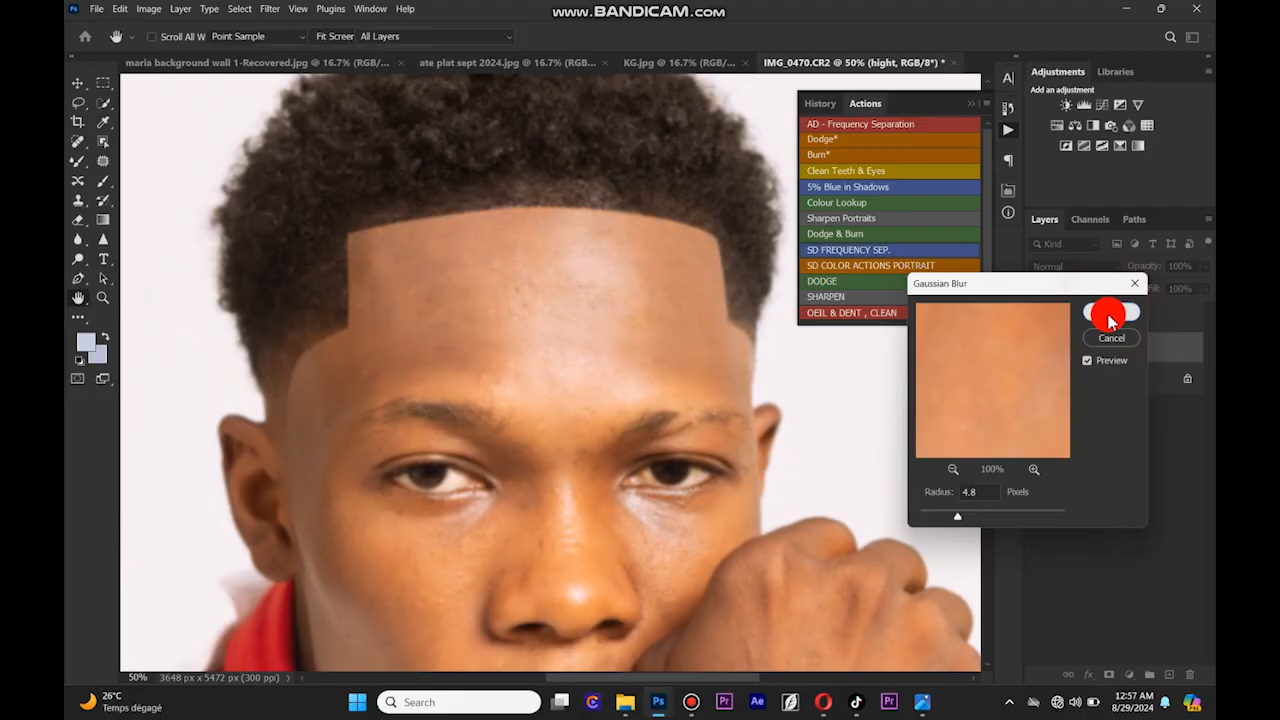 www.BANDICAM.com
Ps File Edit Image Layer Type Select Filter 3D View Plugins Window Help
Scroll All W Point Sample Fit Screen All Layers
maria background wall 1-Recovered.jpg @ 16.7% (RGB/... × ate plat sept 2024.jpg @ 16.7% (RGB/... × KG.jpg @ 16.7% (RGB/... × IMG_0470.CR2 @ 50% (hight, RGB/8*) * ×
Adjustments Libraries
Add an adjustment
History Actions
AD - Frequency Separation
Dodge*
Burn*
Clean Teeth & Eyes
5% Blue in Shadows
Colour Lookup
Sharpen Portraits
Dodge & Burn
SD FREQUENCY SEP.
SD COLOR ACTIONS PORTRAIT
DODGE
SHARPEN
OEIL & DENT , CLEAN
Layers Channels Paths
Kind
Normal Opacity: 100%
Fill: 100%
Gaussian Blur
Cancel
Preview
100%
Radius: 4.8 Pixels
50% 3648 px x 5472 px (300 ppi)
26°C
Temps dégagé
Search
Ps Pr Ae Pr
12:57 AM
8/29/2024